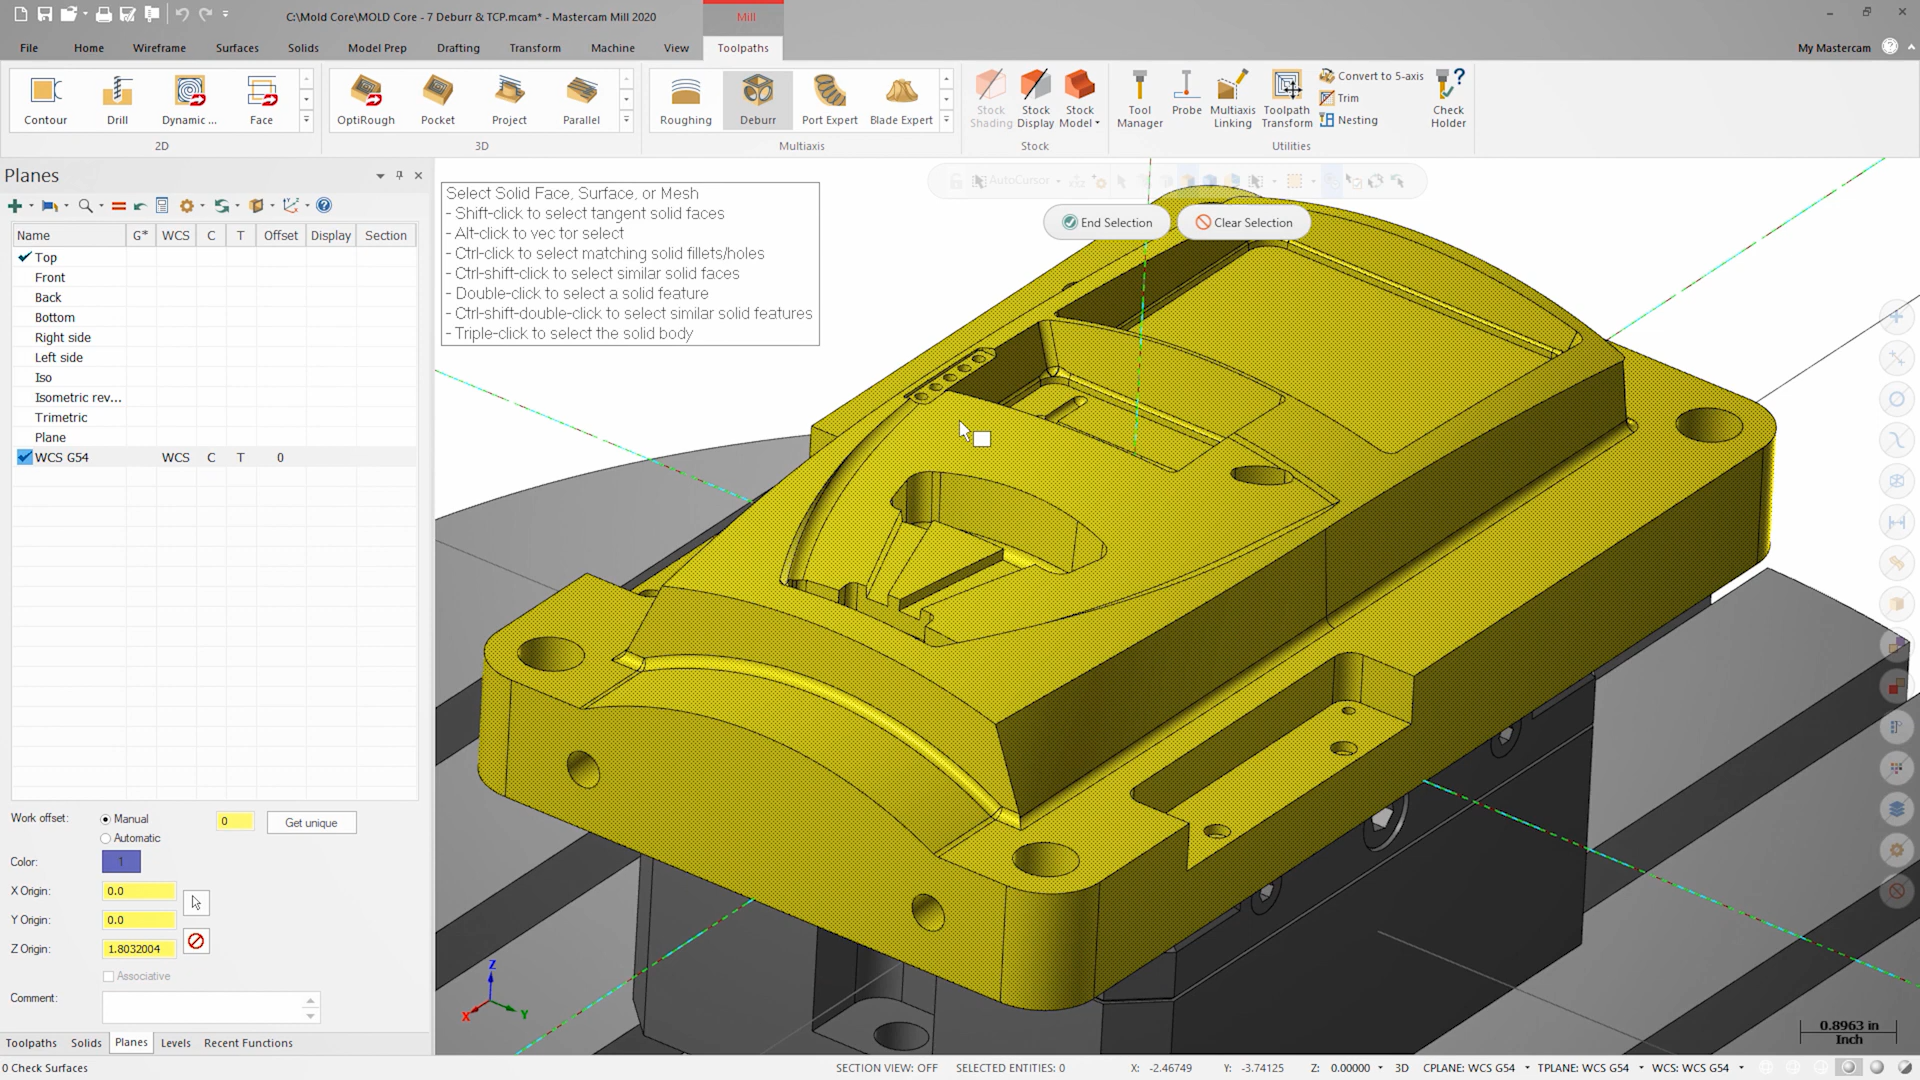 C:\Mold Core\MOLD Core - 7 Deburr & TCP.mcam* - Mastercam Mill 2020
Mill
File Home Wireframe Surfaces Solids Model Prep Drafting Transform Machine View Toolpaths
My Mastercam
Contour Drill Dynamic ... Face
2D
OptiRough Pocket Project Parallel
3D
Roughing Deburr Port Expert Blade Expert
Multiaxis
Stock Shading
Stock Display
Stock Model
Stock
Tool Manager
Probe
Multiaxis Linking
Toolpath Transform
Convert to 5-axis
Trim
Nesting
Check Holder
Utilities
Planes
Name G* WCS C T Offset Display Section
Top
Front
Back
Bottom
Right side
Left side
Iso
Isometric rev...
Trimetric
Plane
WCS G54 WCS C T 0
Work offset: Manual 0 Get unique
Automatic
Color: 1
X Origin: 0.0
Y Origin: 0.0
Z Origin: 1.8032004
Associative
Comment:
Toolpaths Solids Planes Levels Recent Functions
Select Solid Face, Surface, or Mesh
- Shift-click to select tangent solid faces
- Alt-click to vec tor select
- Ctrl-click to select matching solid fillets/holes
- Ctrl-shift-click to select similar solid faces
- Double-click to select a solid feature
- Ctrl-shift-double-click to select similar solid features
- Triple-click to select the solid body
AutoCursor
End Selection Clear Selection
Z
X
Y
0.8963 in
Inch
0 Check Surfaces
SECTION VIEW: OFF SELECTED ENTITIES: 0 X: -2.46749 Y: -3.74125 Z: 0.00000 3D CPLANE: WCS G54 TPLANE: WCS G54 WCS: WCS G54